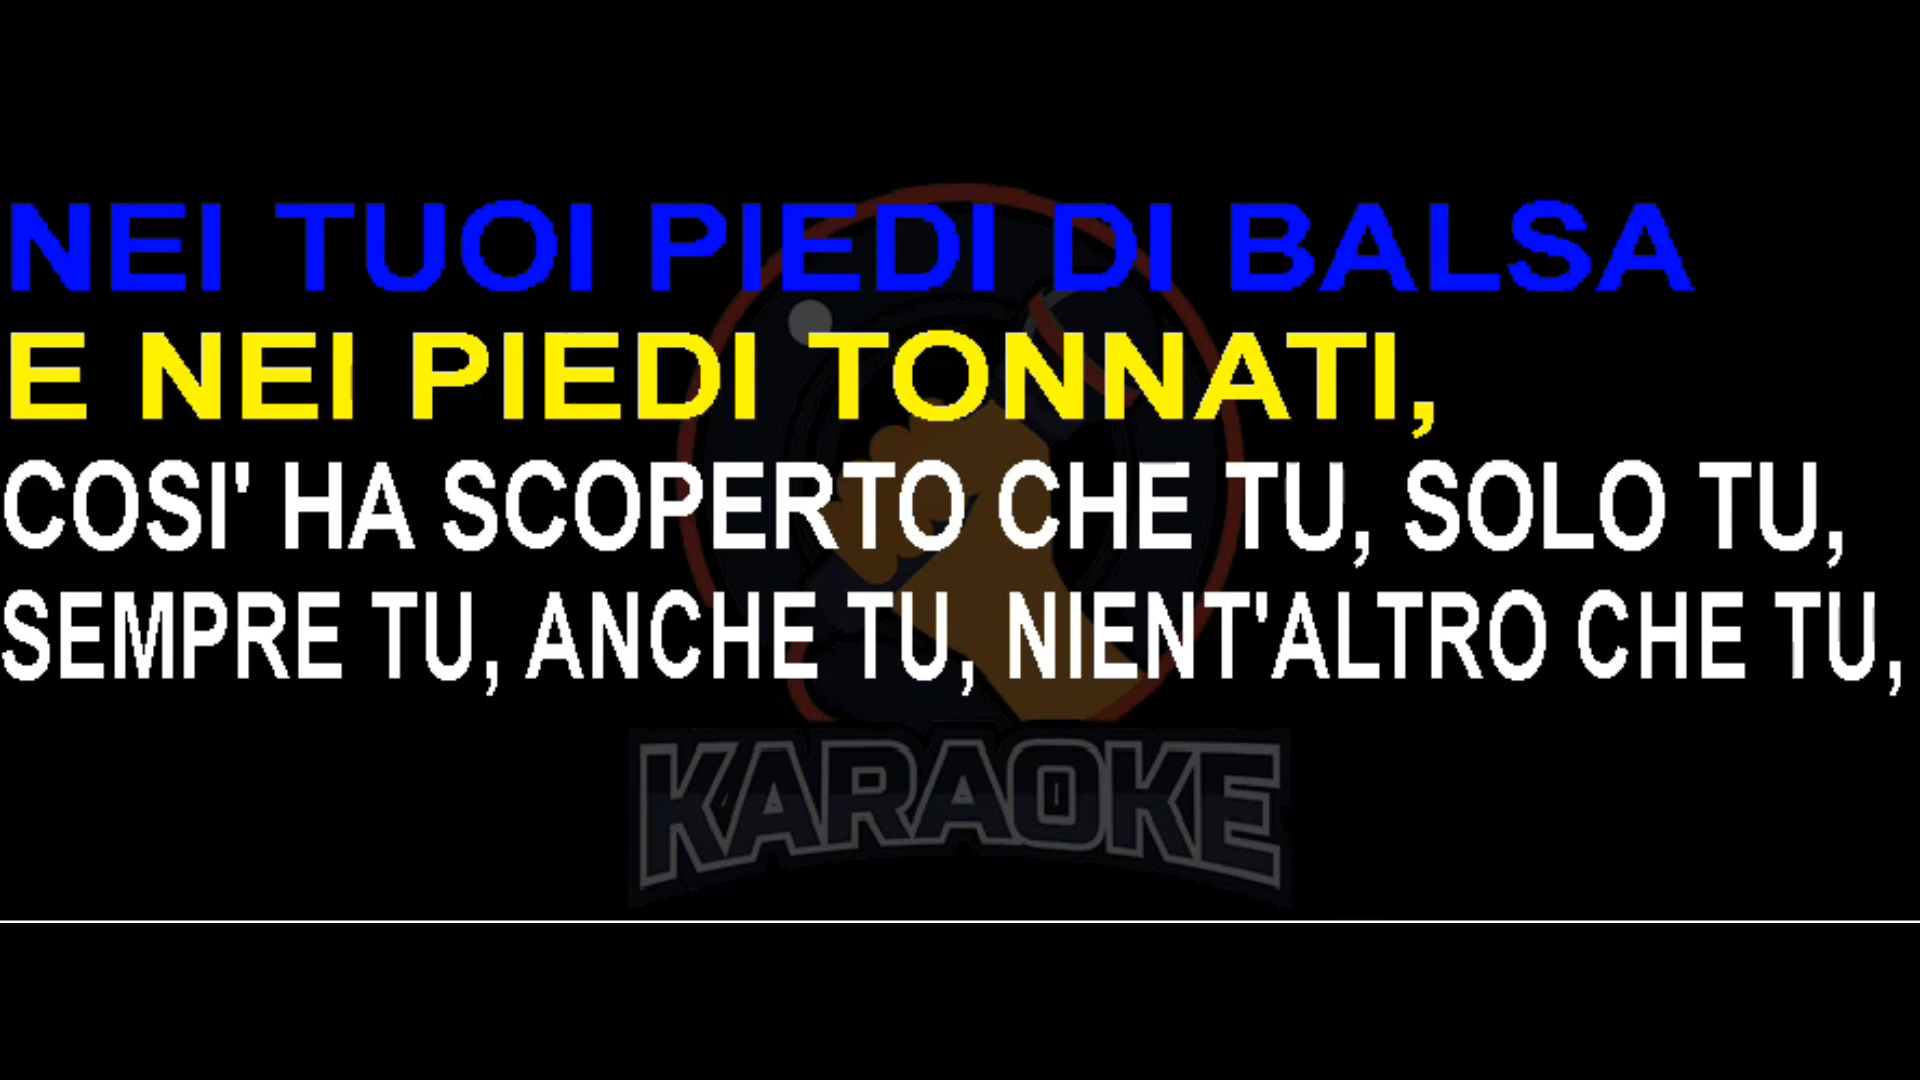 NEI TUOI PIEDI DI BALSA
E NEI PIEDI TONNATI,
COSI' HA SCOPERTO CHE TU, SOLO TU,
SEMPRE TU, ANCHE TU, NIENT'ALTRO CHE TU,
KARAOKE